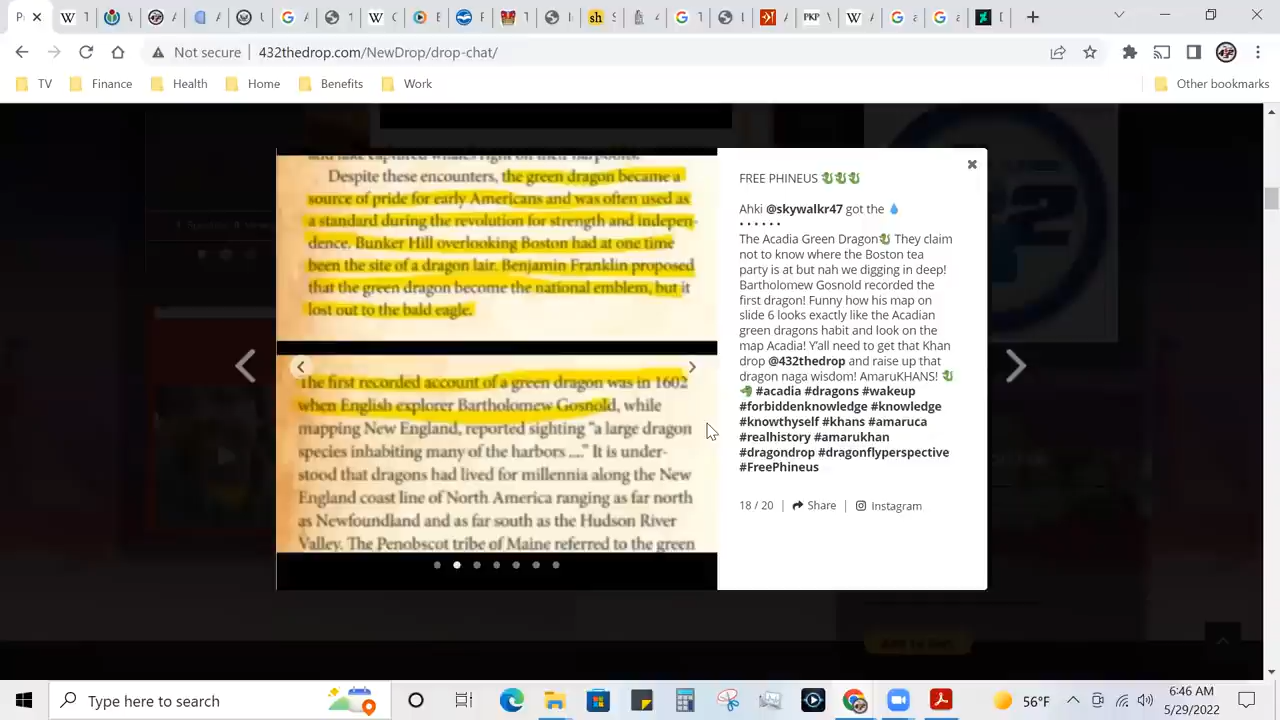 Not secure
432thedrop.com/NewDrop/drop-chat/
TV
Finance
Health
Home
Benefits
Work
Other bookmarks
Despite these encounters, the green dragon became a
source of pride for early Americans and was often used as
a standard during the revolution for strength and indepen-
dence. Bunker Hill overlooking Boston had at one time
been the site of a dragon lair. Benjamin Franklin proposed
that the green dragon become the national emblem, but it
lost out to the bald eagle.
The first recorded account of a green dragon was in 1602
when English explorer Bartholomew Gosnold, while
mapping New England, reported sighting “a large dragon
species inhabiting many of the harbors ....” It is under-
stood that dragons had lived for millennia along the New
England coast line of North America ranging as far north
as Newfoundland and as far south as the Hudson River
Valley. The Penobscot tribe of Maine referred to the green
FREE PHINEUS 🐉🐉🐉
Ahki @skywalkr47 got the 💧
• • • • • •
The Acadia Green Dragon🐉 They claim
not to know where the Boston tea
party is at but nah we digging in deep!
Bartholomew Gosnold recorded the
first dragon! Funny how his map on
slide 6 looks exactly like the Acadian
green dragons habit and look on the
map Acadia! Y'all need to get that Khan
drop @432thedrop and raise up that
dragon naga wisdom! AmaruKHANS! 🐉
🐲 #acadia #dragons #wakeup
#forbiddenknowledge #knowledge
#knowthyself #khans #amaruca
#realhistory #amarukhan
#dragondrop #dragonflyperspective
#FreePhineus
18 / 20 | Share | Instagram
Type here to search
56°F
6:46 AM
5/29/2022